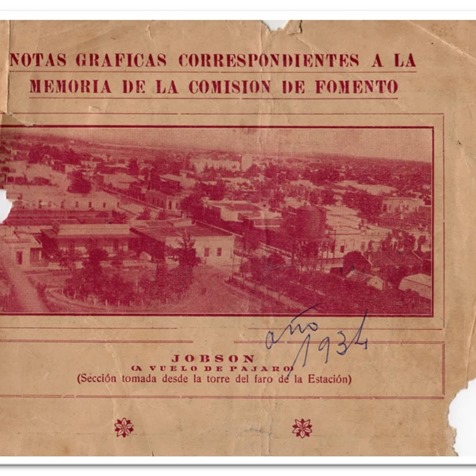 NOTAS GRAFICAS CORRESPONDIENTES A LA
MEMORIA DE LA COMISION DE FOMENTO
año
1934
JOBSON
(A VUELO DE PAJARO)
(Sección tomada desde la torre del faro de la Estación)